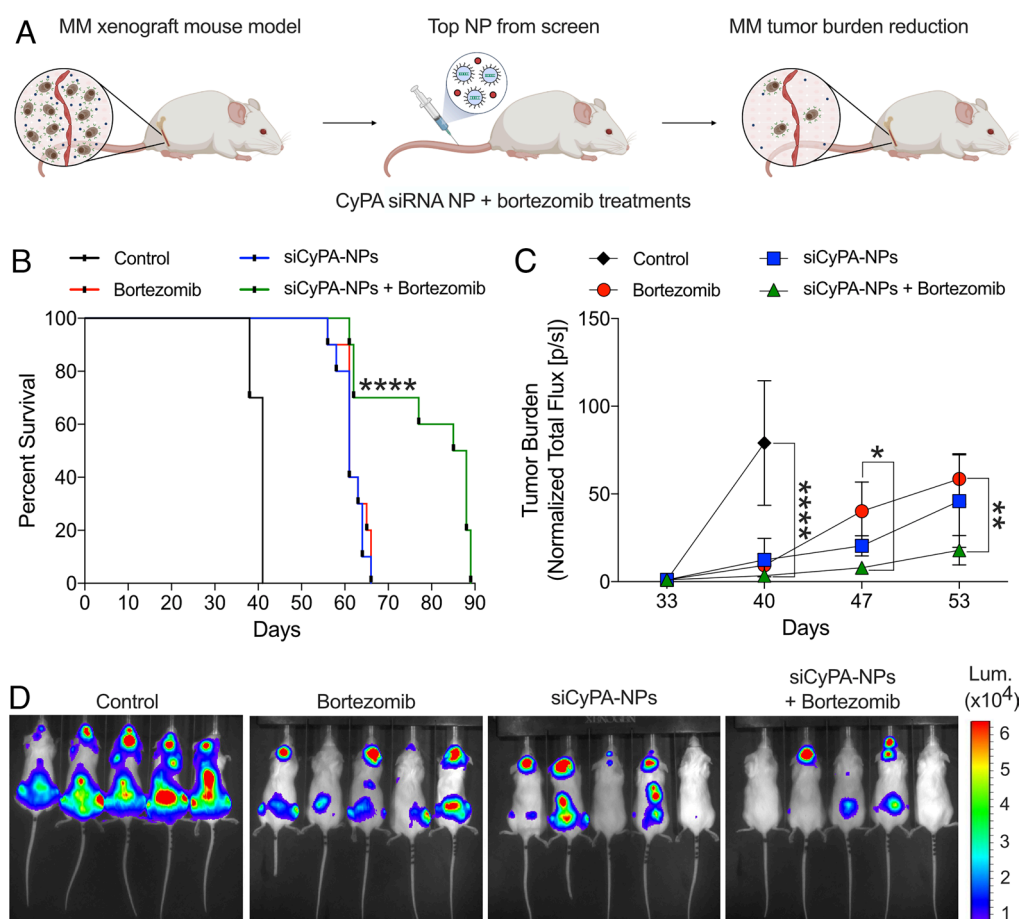 A
MM xenograft mouse model
Top NP from screen
MM tumor burden reduction
CyPA siRNA NP + bortezomib treatments
B
Control
siCyPA-NPs
Bortezomib
siCyPA-NPs + Bortezomib
Percent Survival
100
80
60
40
20
0
****
0 10 20 30 40 50 60 70 80 90
Days
C
Control
siCyPA-NPs
Bortezomib
siCyPA-NPs + Bortezomib
Tumor Burden
(Normalized Total Flux [p/s])
150
100
50
0
****
*
**
33 40 47 53
Days
D
Control
Bortezomib
siCyPA-NPs
siCyPA-NPs
+ Bortezomib
Lum.
(x10⁴)
6
5
4
3
2
1